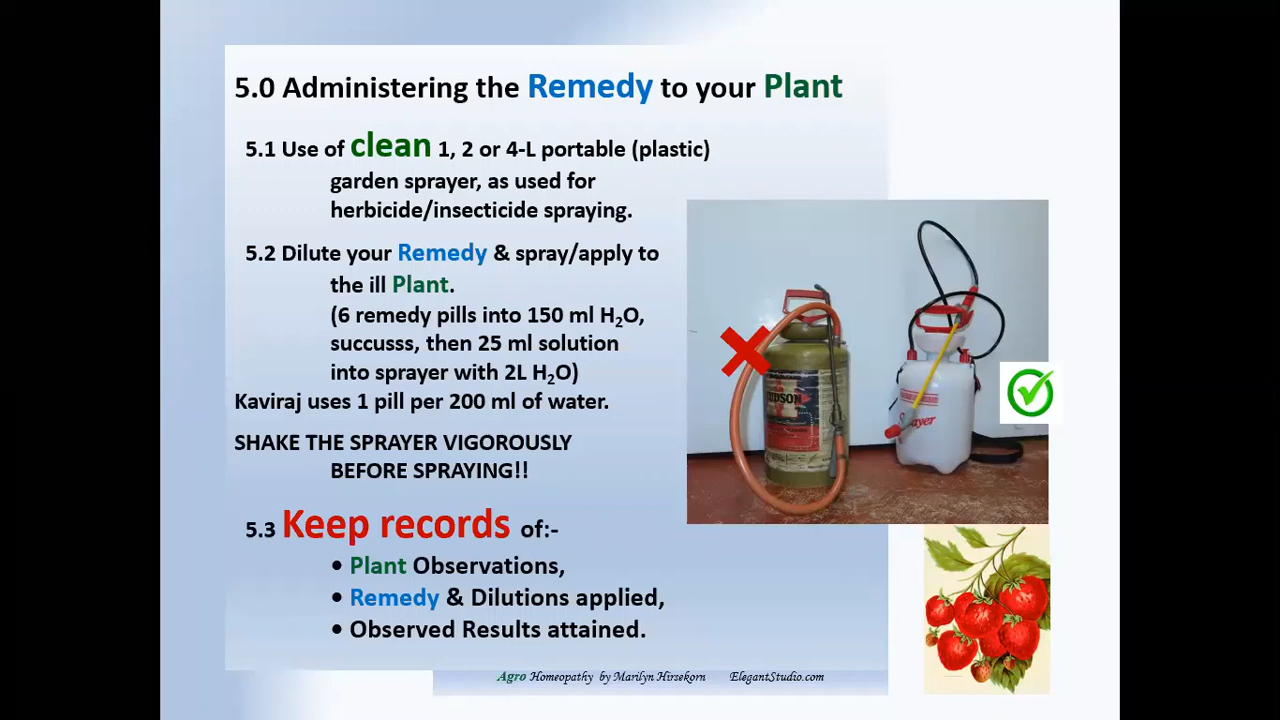 5.0 Administering the Remedy to your Plant
5.1 Use of clean 1, 2 or 4-L portable (plastic)
garden sprayer, as used for
herbicide/insecticide spraying.
5.2 Dilute your Remedy & spray/apply to
the ill Plant.
(6 remedy pills into 150 ml H₂O,
succusss, then 25 ml solution
into sprayer with 2L H₂O)
Kaviraj uses 1 pill per 200 ml of water.
SHAKE THE SPRAYER VIGOROUSLY
BEFORE SPRAYING!!
5.3 Keep records of:-
• Plant Observations,
• Remedy & Dilutions applied,
• Observed Results attained.
Agro Homeopathy by Marilyn Hirsekorn ElegantStudio.com